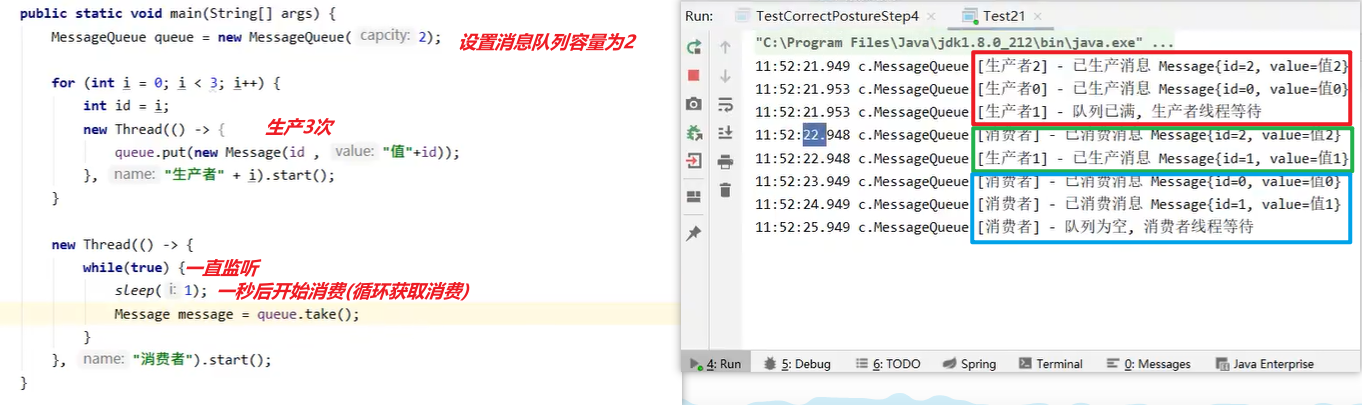 public static void main(String[] args) {
MessageQueue queue = new MessageQueue( capcity: 2); 设置消息队列容量为2
for (int i = 0; i < 3; i++) {
int id = i;
new Thread(() -> { 生产3次
queue.put(new Message(id , value: "值"+id));
}, name: "生产者" + i).start();
}
new Thread(() -> {
while(true) { 一直监听
sleep( i: 1); 一秒后开始消费(循环获取消费)
Message message = queue.take();
}
}, name: "消费者").start();
}
Run: TestCorrectPostureStep4 × Test21 ×
"C:\Program Files\Java\jdk1.8.0_212\bin\java.exe" ...
11:52:21.949 c.MessageQueue [生产者2] - 已生产消息 Message{id=2, value=值2}
11:52:21.953 c.MessageQueue [生产者0] - 已生产消息 Message{id=0, value=值0}
11:52:21.953 c.MessageQueue [生产者1] - 队列已满, 生产者线程等待
11:52:22.948 c.MessageQueue [消费者] - 已消费消息 Message{id=2, value=值2}
11:52:22.948 c.MessageQueue [生产者1] - 已生产消息 Message{id=1, value=值1}
11:52:23.949 c.MessageQueue [消费者] - 已消费消息 Message{id=0, value=值0}
11:52:24.949 c.MessageQueue [消费者] - 已消费消息 Message{id=1, value=值1}
11:52:25.949 c.MessageQueue [消费者] - 队列为空, 消费者线程等待
4: Run 5: Debug 6: TODO Spring Terminal 0: Messages Java Enterprise